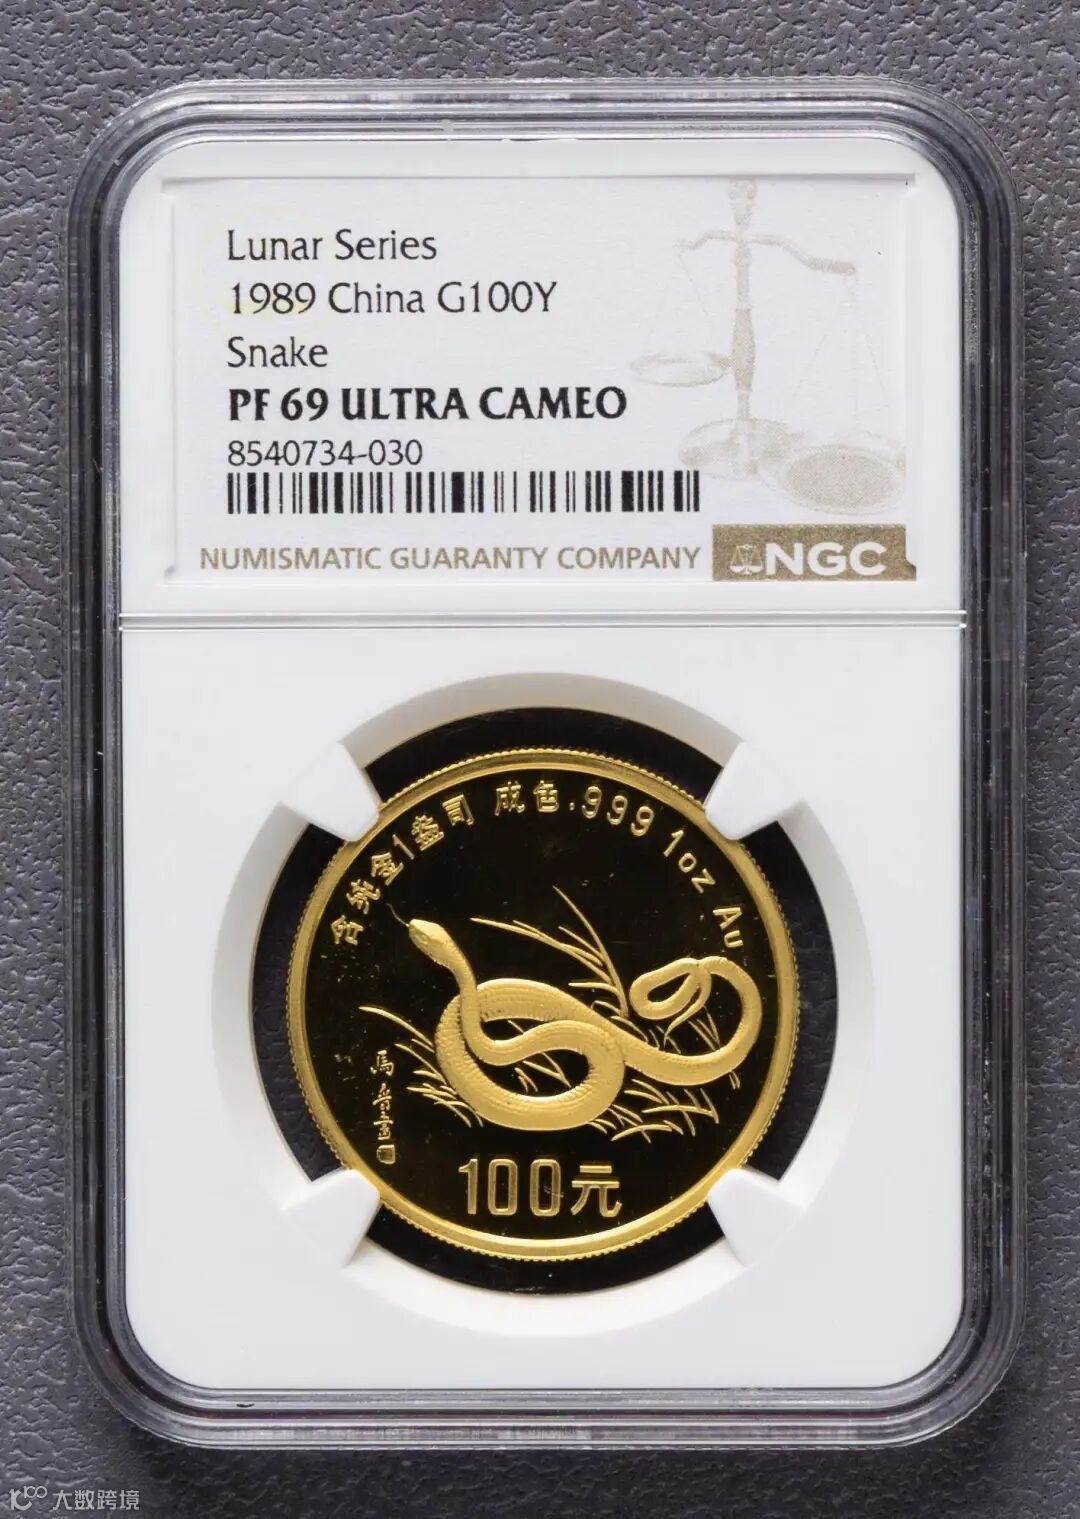 Lunar Series
1989 China G100Y
Snake
PF 69 ULTRA CAMEO
8540734-030
NUMISMATIC GUARANTY COMPANY
NGC
含纯金1盎司 成色.999 1oz Au
100元
大数跨境